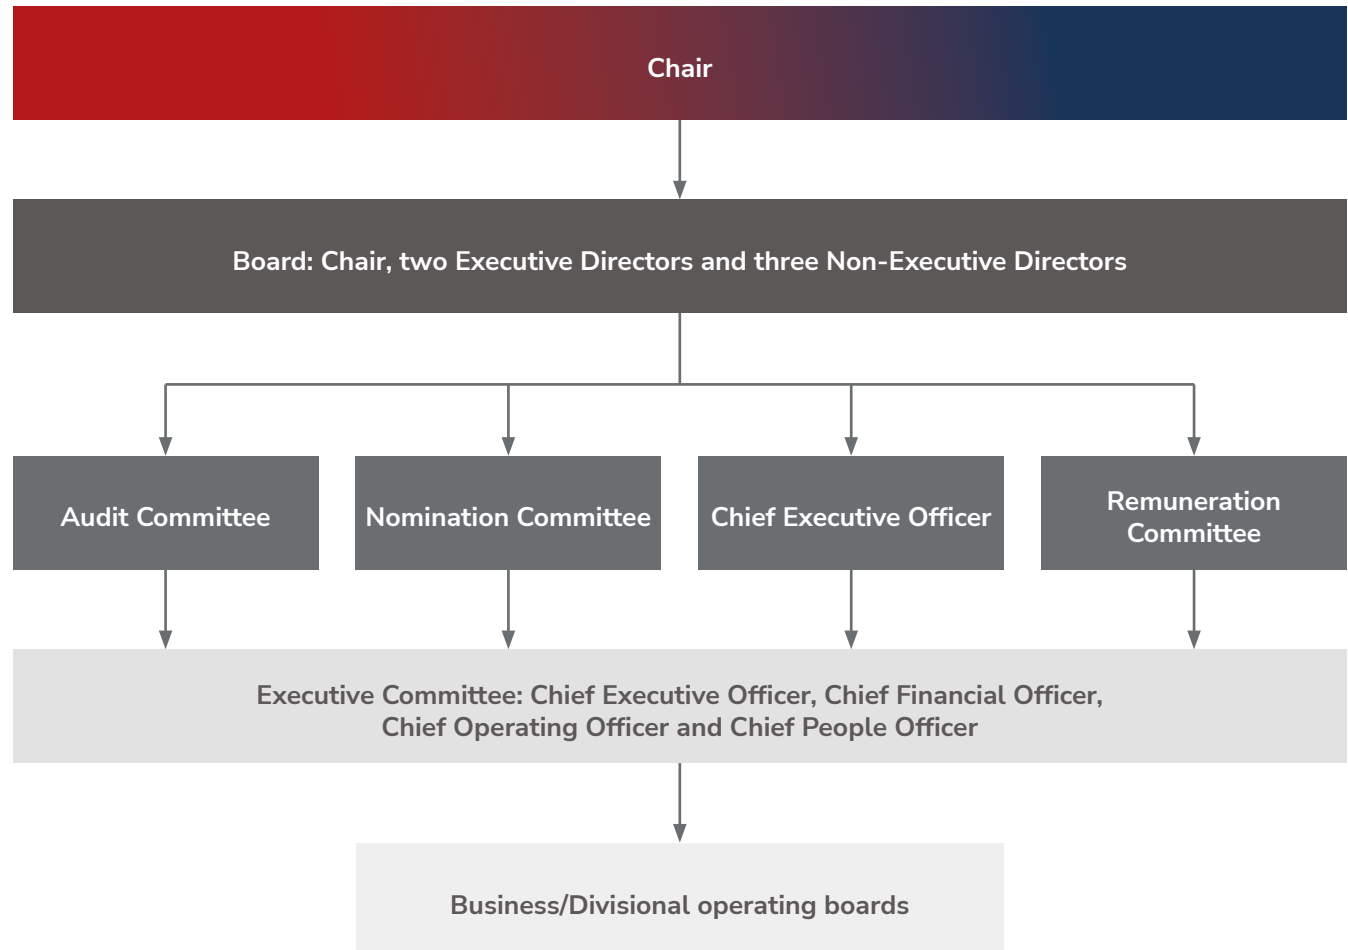 Chair
Board: Chair, two Executive Directors and three Non-Executive Directors
Audit Committee
Nomination Committee
Chief Executive Officer
Remuneration
Committee
Executive Committee: Chief Executive Officer, Chief Financial Officer,
Chief Operating Officer and Chief People Officer
Business/Divisional operating boards